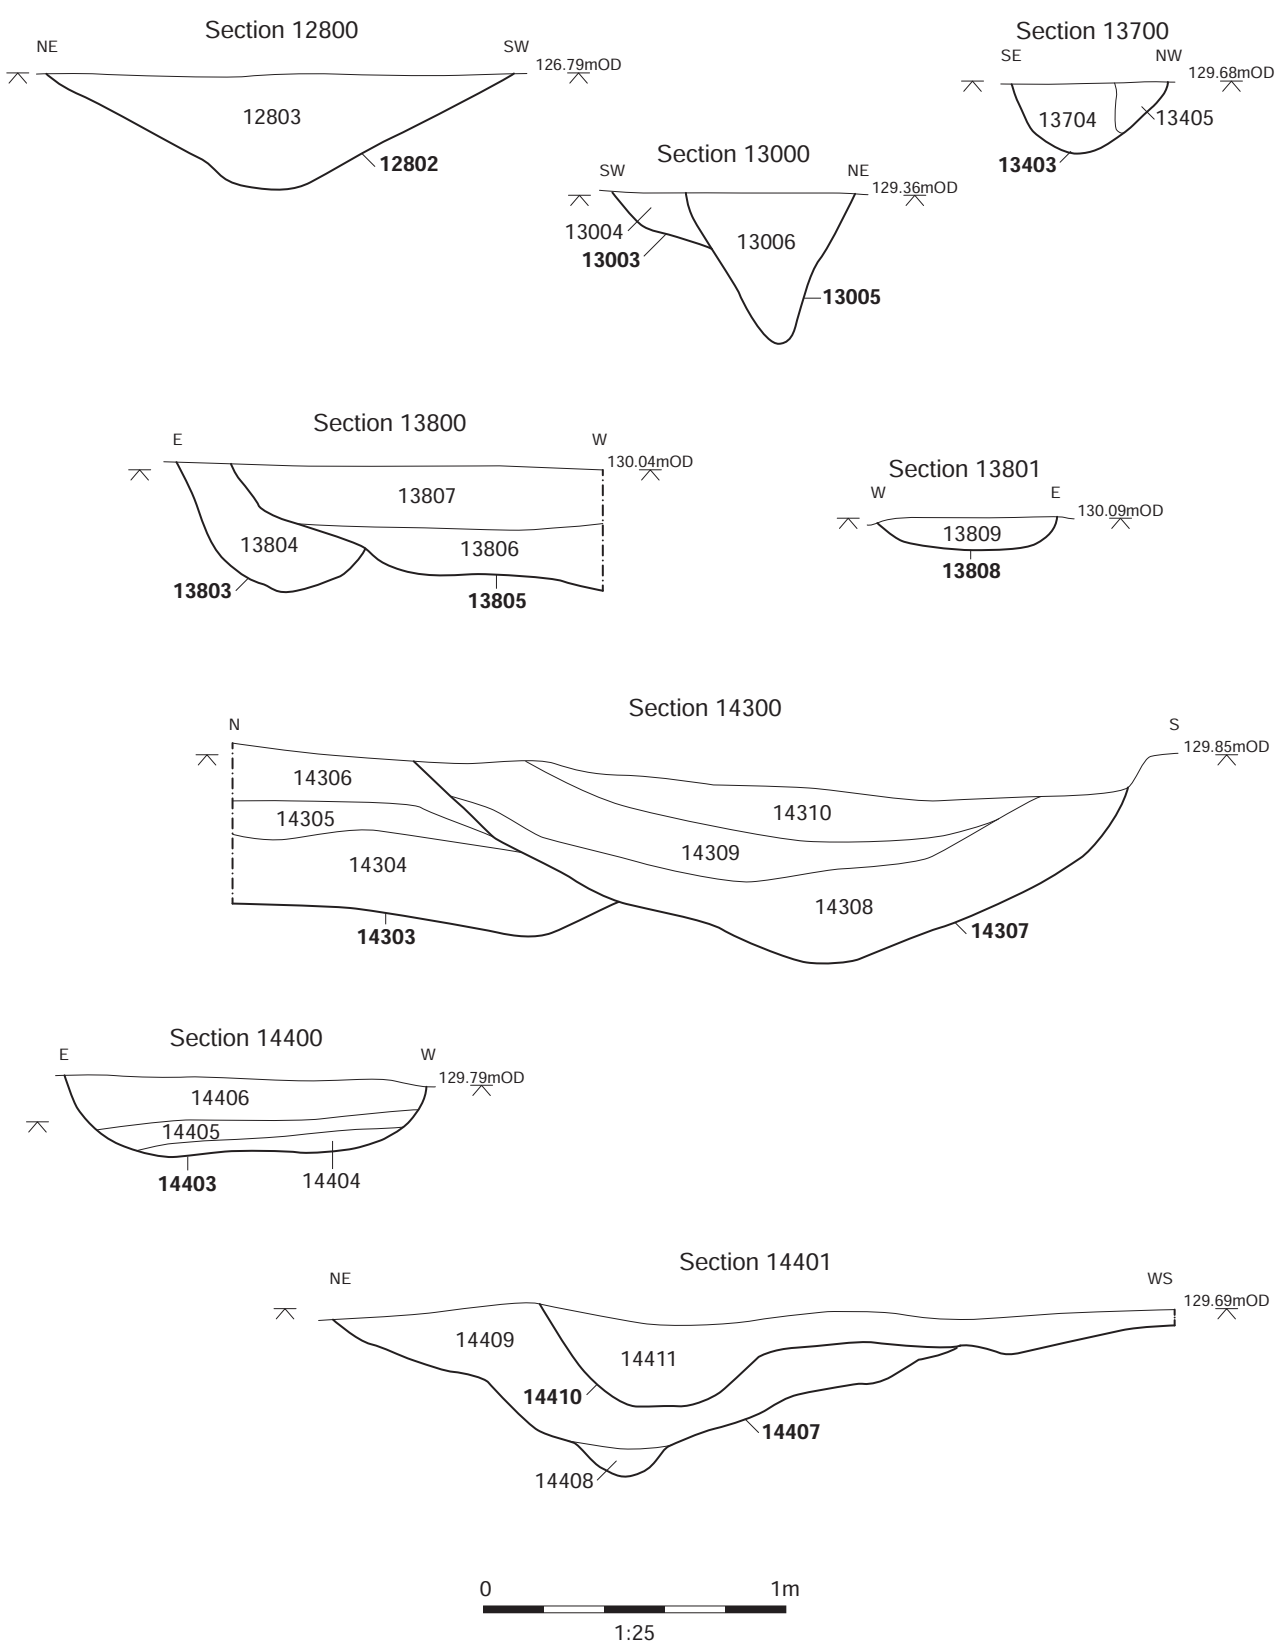 Section 12800
NE
SW
126.79mOD
12803
12802
Section 13700
SE
NW
129.68mOD
13704
13405
13403
Section 13000
SW
NE
129.36mOD
13004
13003
13006
13005
Section 13800
E
W
130.04mOD
13807
13804
13806
13803
13805
Section 13801
W
E
130.09mOD
13809
13808
Section 14300
N
S
129.85mOD
14306
14305
14304
14303
14310
14309
14308
14307
Section 14400
E
W
129.79mOD
14406
14405
14403
14404
Section 14401
NE
WS
129.69mOD
14409
14411
14410
14407
14408
0
1m
1:25